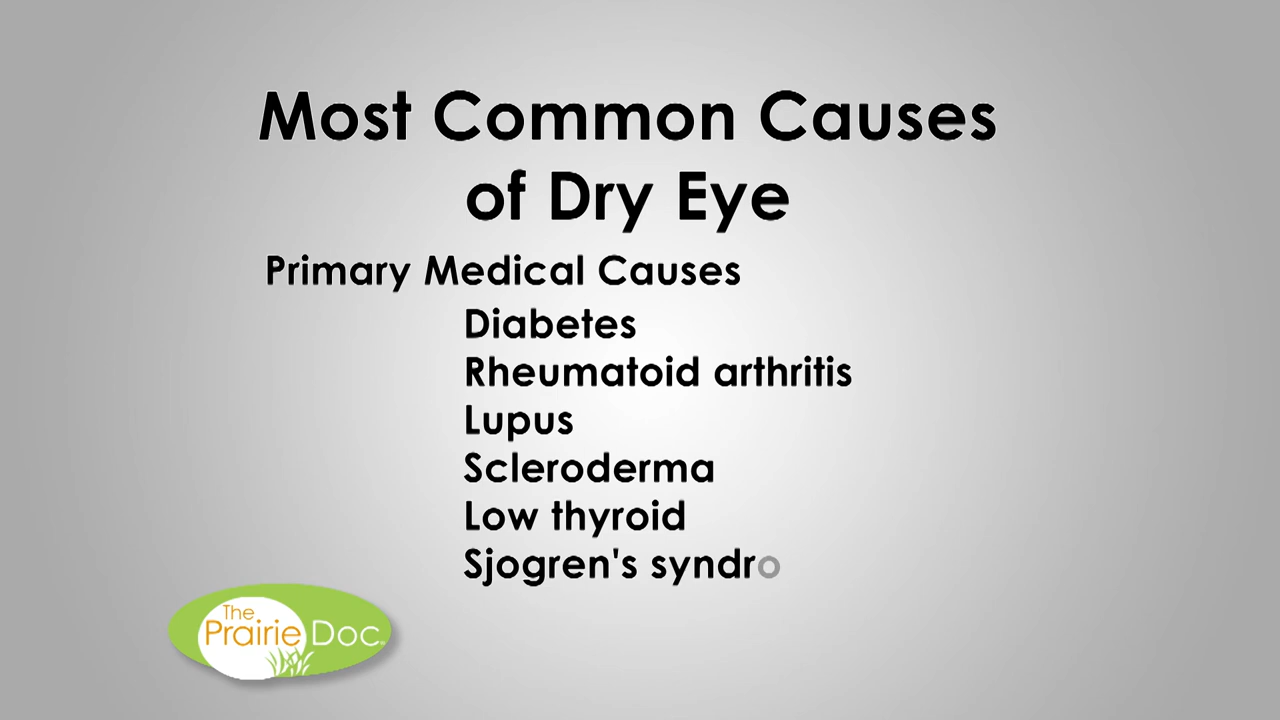 Most Common Causes
of Dry Eye
Primary Medical Causes
Diabetes
Rheumatoid arthritis
Lupus
Scleroderma
Low thyroid
Sjogren's syndro
The
Prairie Doc®